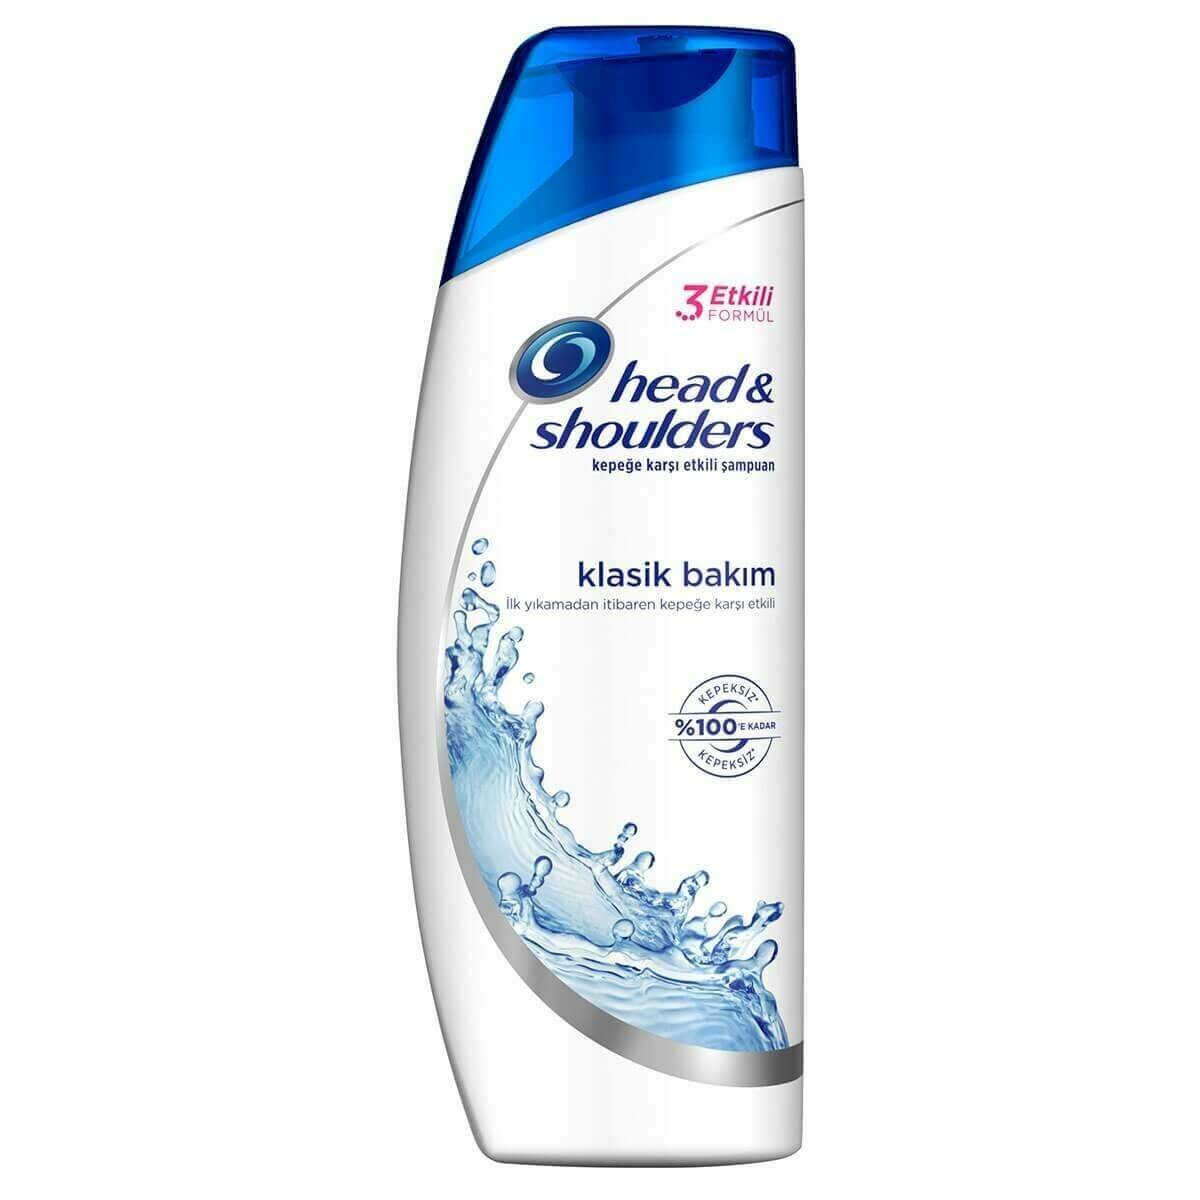 3 Etkili
FORMÜL
head &
shoulders
kepeğe karşı etkili şampuan
klasik bakım
İlk yıkamadan itibaren kepeğe karşı etkili
KEPEKSİZ*
%100'E KADAR
KEPEKSİZ*